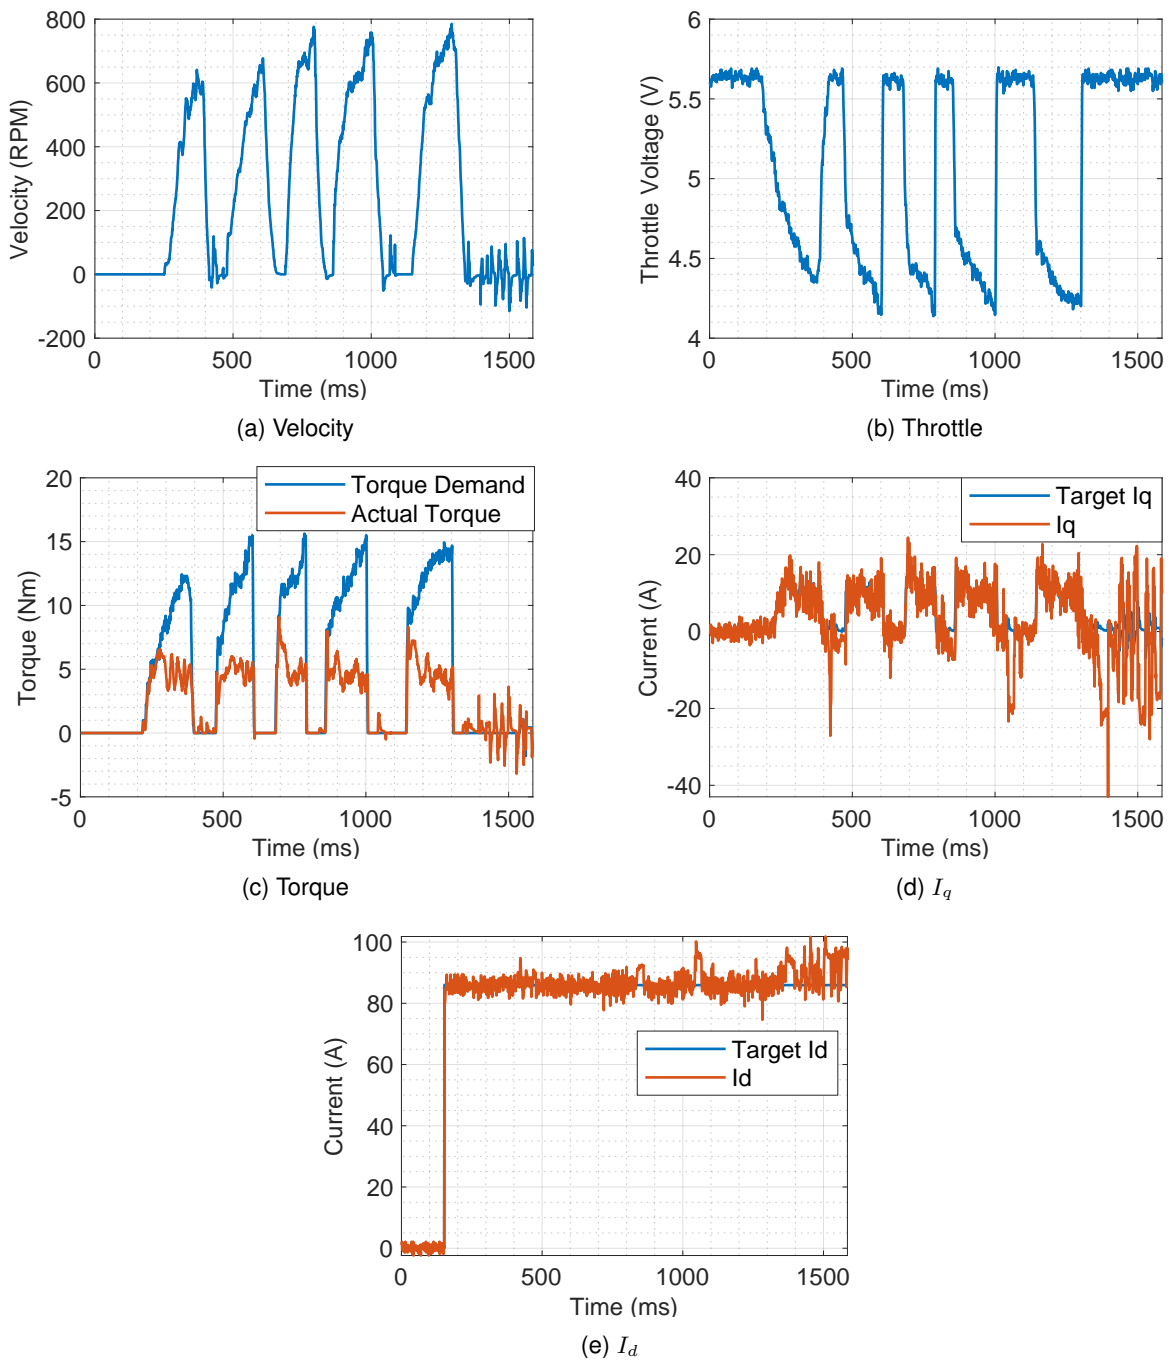 800
600
400
200
0
-200
Velocity (RPM)
0 500 1000 1500
Time (ms)
(a) Velocity
6
5.5
5
4.5
4
Throttle Voltage (V)
0 500 1000 1500
Time (ms)
(b) Throttle
20
15
10
5
0
-5
Torque (Nm)
Torque Demand
Actual Torque
0 500 1000 1500
Time (ms)
(c) Torque
40
20
0
-20
-40
Current (A)
Target Iq
Iq
0 500 1000 1500
Time (ms)
(d) I_q
100
80
60
40
20
0
Current (A)
Target Id
Id
0 500 1000 1500
Time (ms)
(e) I_d